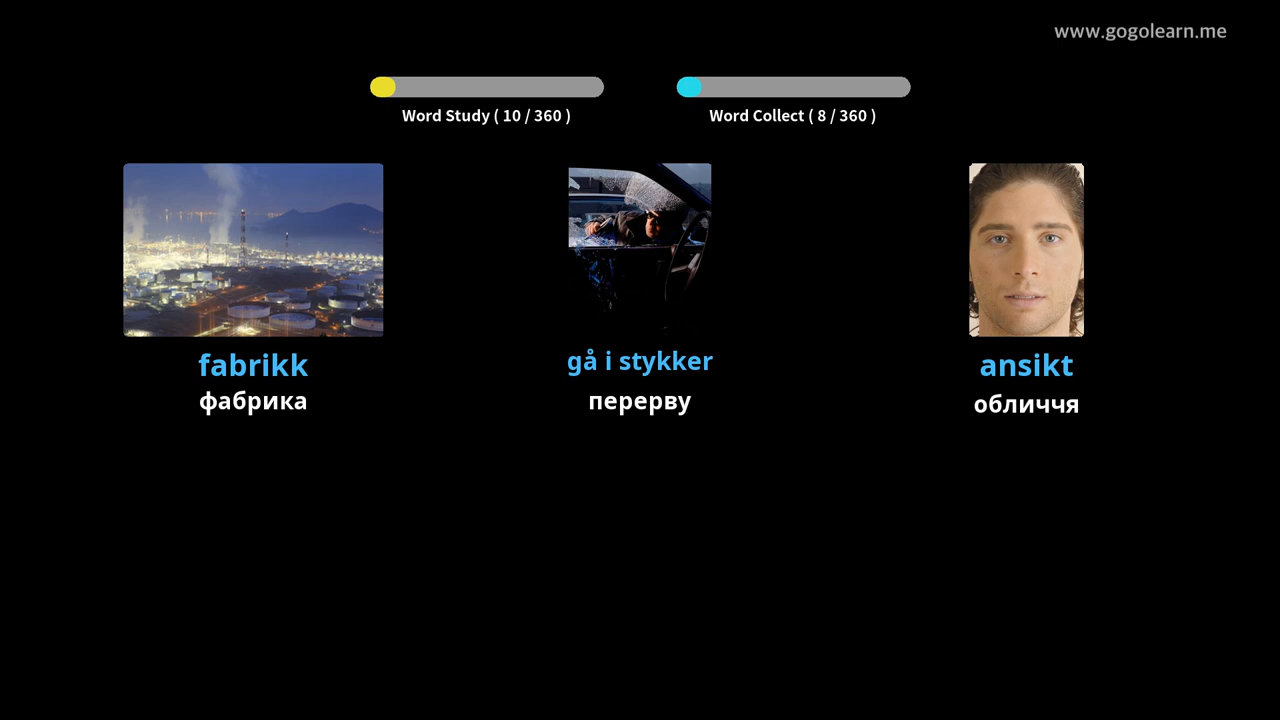 www.gogolearn.me
Word Study ( 10 / 360 )
Word Collect ( 8 / 360 )
fabrikk
фабрика
gå i stykker
перерву
ansikt
обличчя